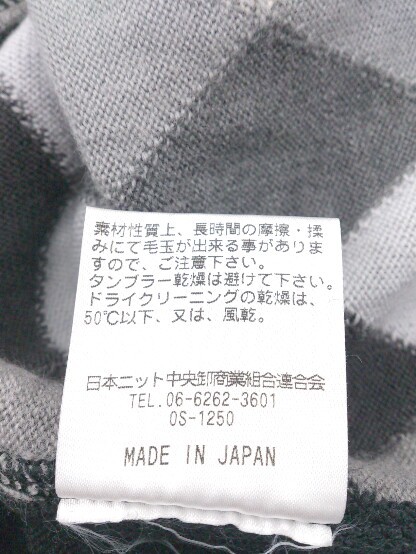 素材性質上、長時間の摩擦・揉
みにて毛玉が出来る事がありま
すので、ご注意下さい。
タンブラー乾燥は避けて下さい。
ドライクリーニングの乾燥は、
50℃以下、又は、風乾。
日本ニット中央卸商業組合連合会
TEL. 06-6262-3601
OS-1250
MADE IN JAPAN